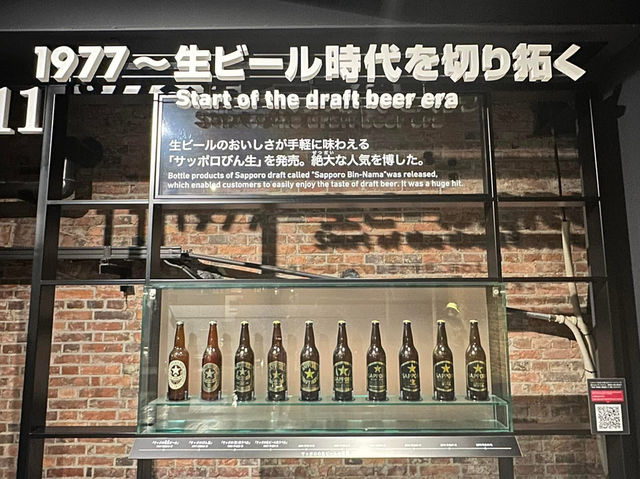 1977～生ビール時代を切り拓く
Start of the draft beer era
11
生ビールのおいしさが手軽に味わえる
「サッポロびん生」を発売。絶大な人気を博した。
Bottle products of Sapporo draft called "Sapporo Bin-Nama"was released,
which enabled customers to easily enjoy the taste of draft beer. It was a huge hit.